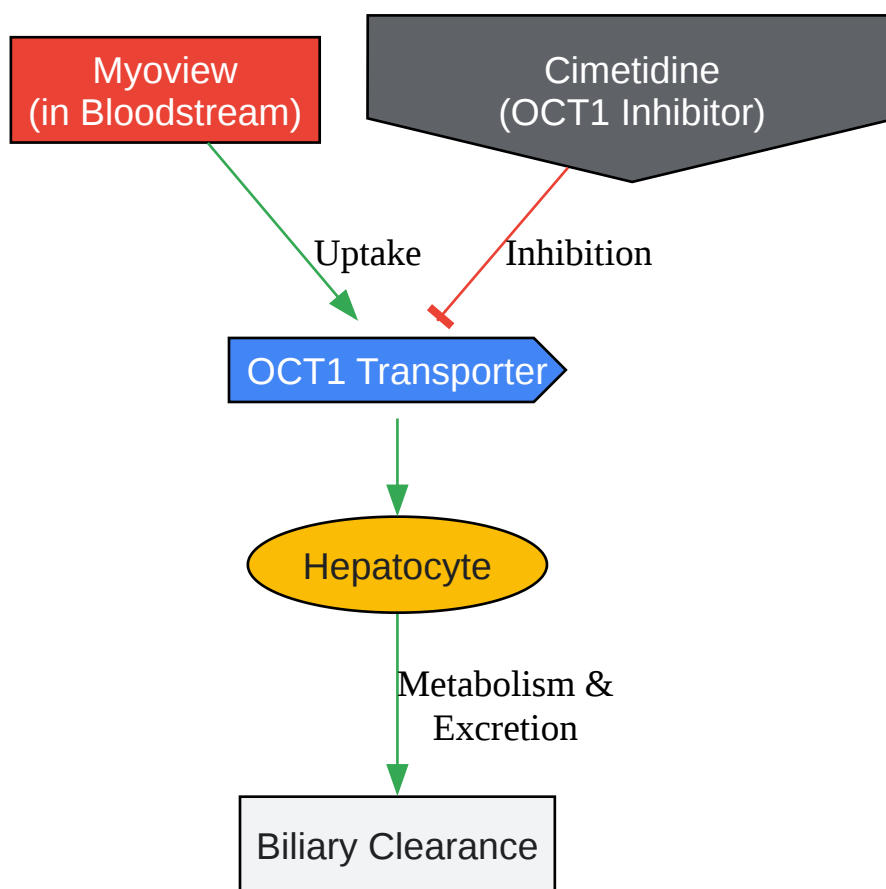 Myoview
(in Bloodstream)
Cimetidine
(OCT1 Inhibitor)
Uptake
Inhibition
OCT1 Transporter
Hepatocyte
Metabolism &
Excretion
Biliary Clearance